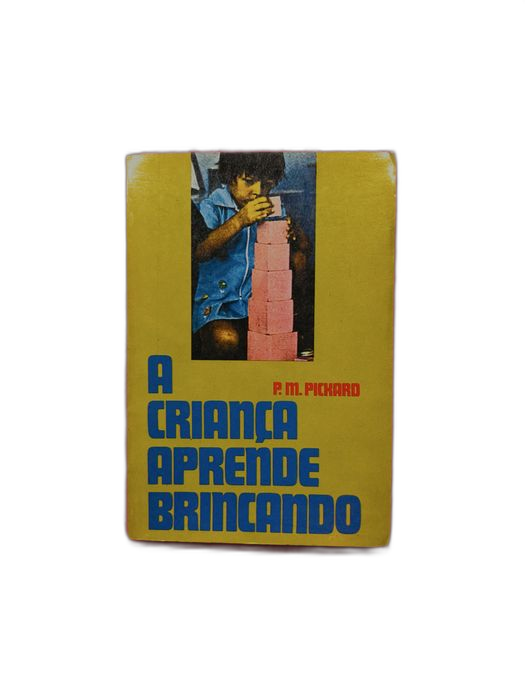 P. M. PICKARD
A
CRIANÇA
APRENDE
BRINCANDO